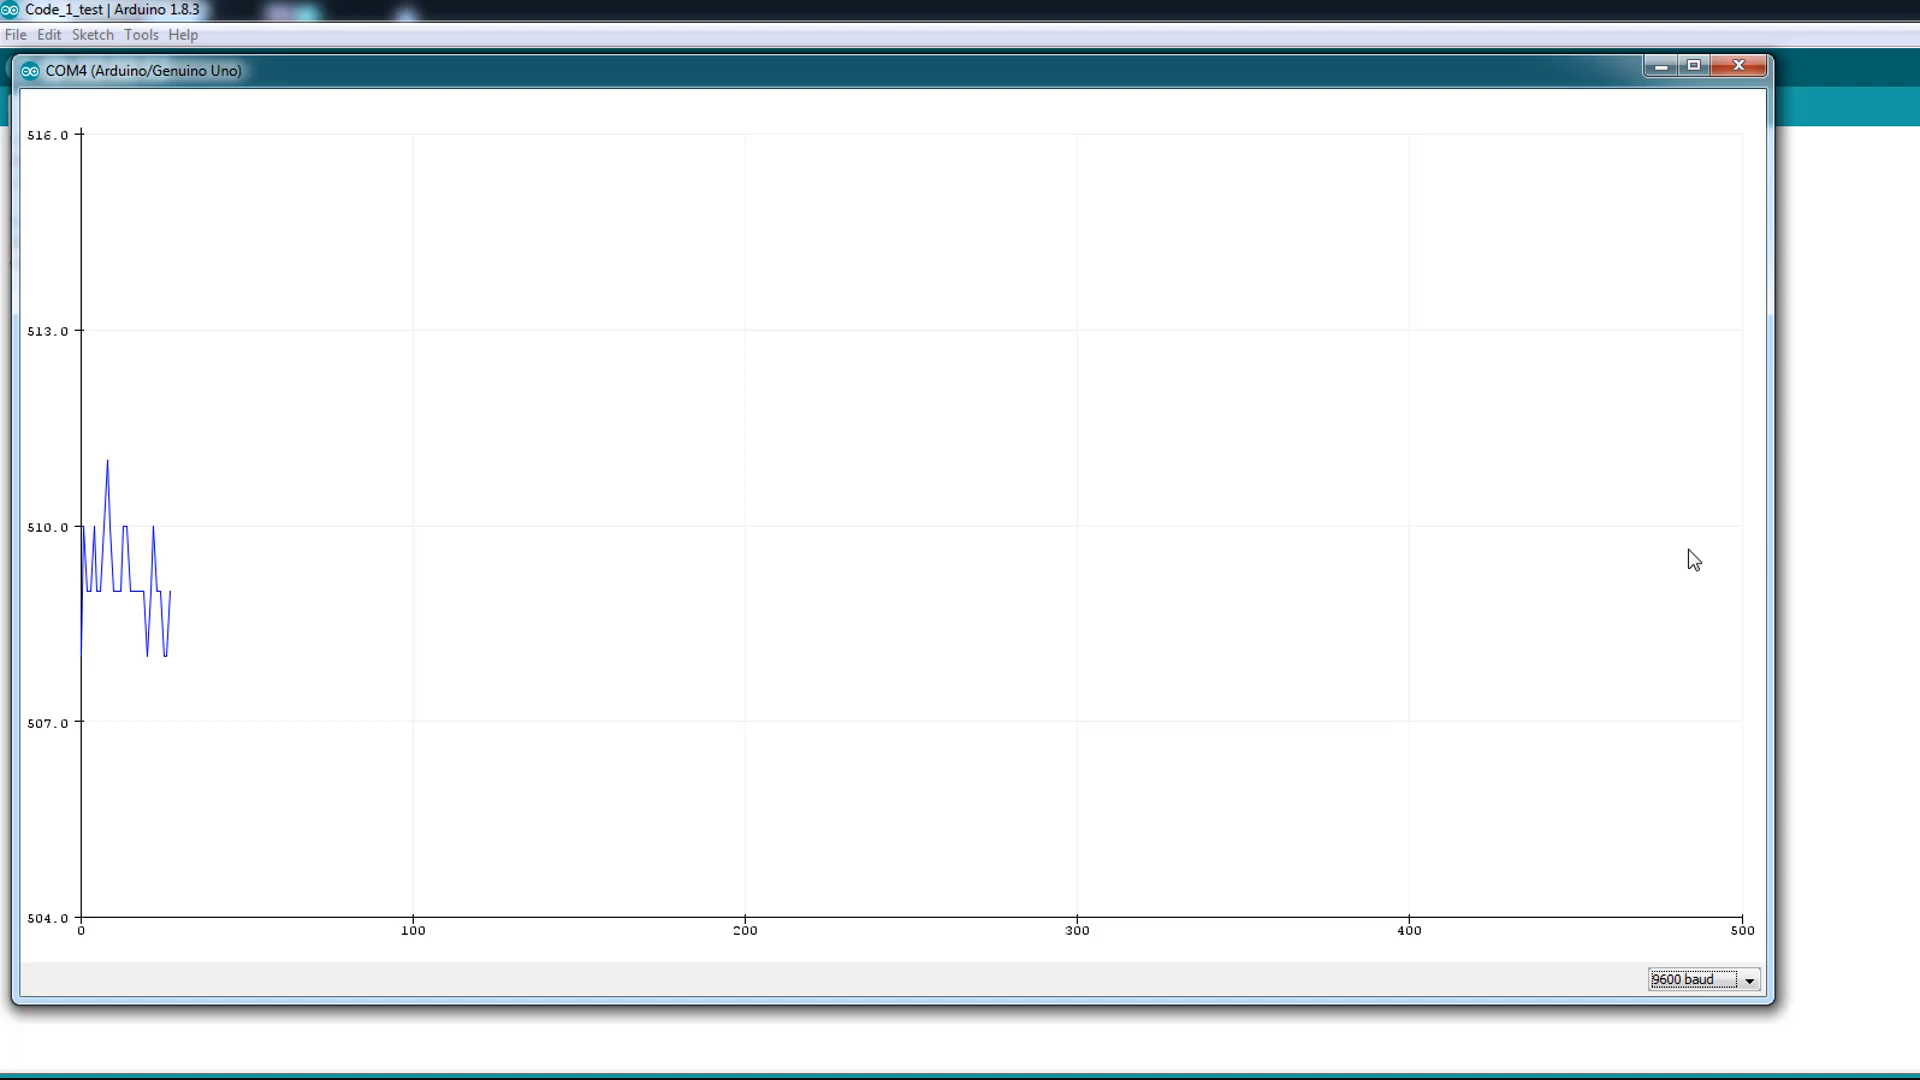 Code_1_test | Arduino 1.8.3
File Edit Sketch Tools Help
COM4 (Arduino/Genuino Uno)
516.0
513.0
510.0
507.0
504.0
0 100 200 300 400 500
9600 baud